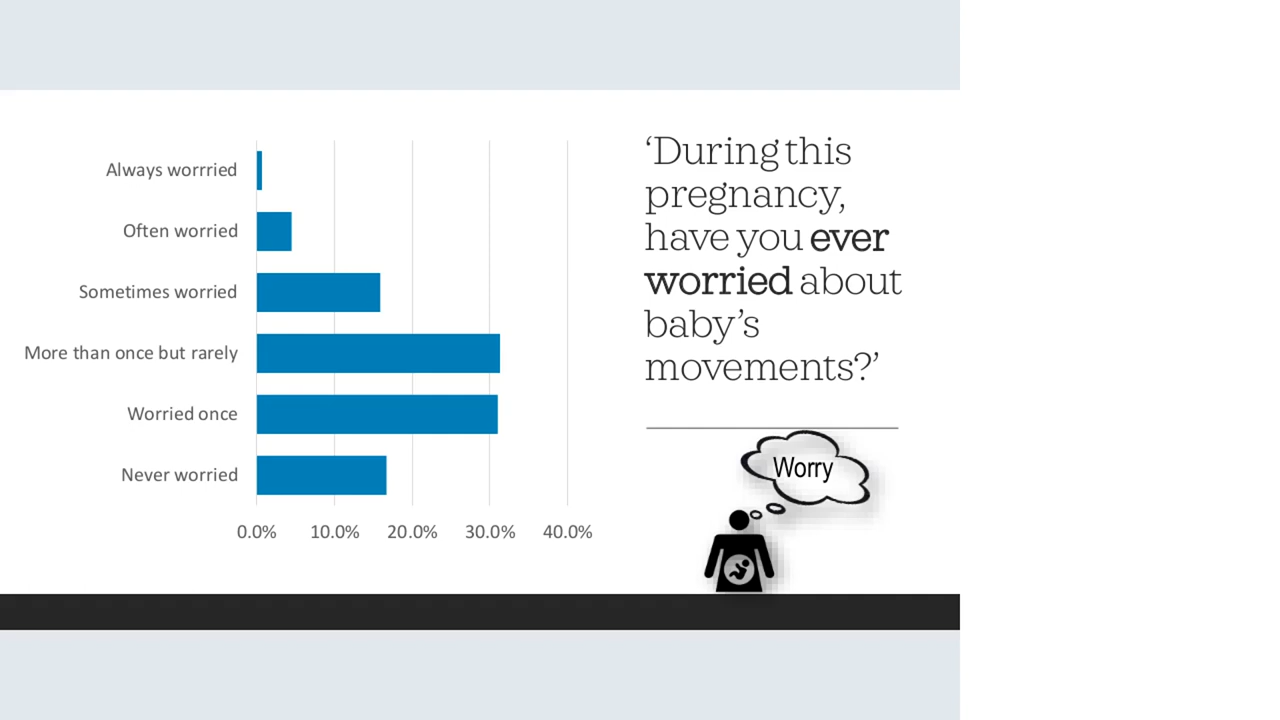 Always worrried
Often worried
Sometimes worried
More than once but rarely
Worried once
Never worried
0.0% 10.0% 20.0% 30.0% 40.0%
‘During this
pregnancy,
have you ever
worried about
baby’s
movements?’
Worry